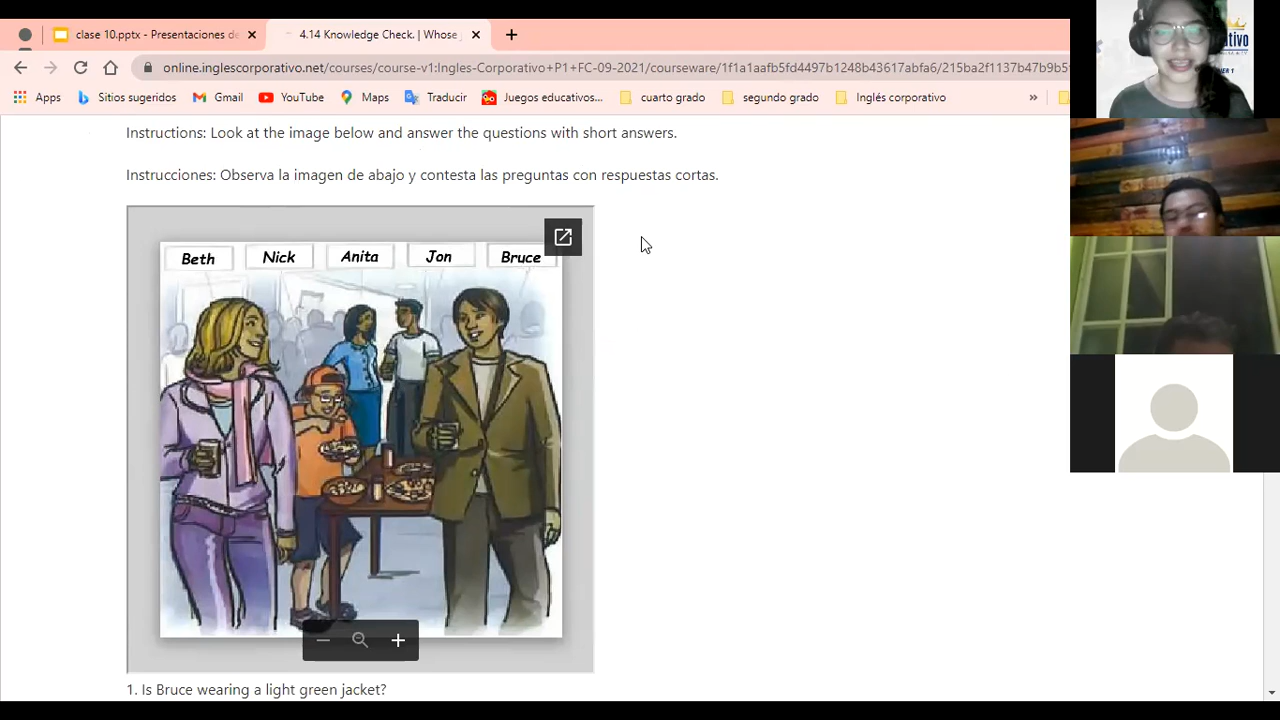 clase 10.pptx - Presentaciones de
4.14 Knowledge Check. | Whose
online.inglescorporativo.net/courses/course-v1:Ingles-Corporativo+P1+FC-09-2021/courseware/1f1a1aafb5c1497b1248b43617abfa6/215ba2f1137b47b9b5
Apps
Sitios sugeridos
Gmail
YouTube
Maps
Traducir
Juegos educativos...
cuarto grado
segundo grado
Inglés corporativo
»
Instructions: Look at the image below and answer the questions with short answers.
Instrucciones: Observa la imagen de abajo y contesta las preguntas con respuestas cortas.
Beth
Nick
Anita
Jon
Bruce
1. Is Bruce wearing a light green jacket?